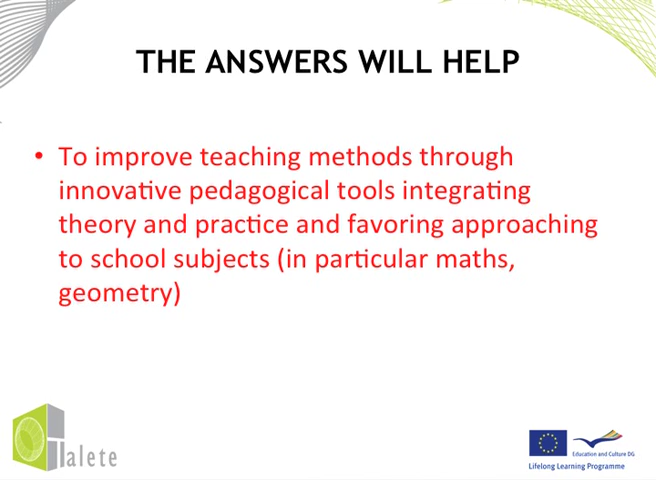 THE ANSWERS WILL HELP
• To improve teaching methods through
innovative pedagogical tools integrating
theory and practice and favoring approaching
to school subjects (in particular maths,
geometry)
Talete
Education and Culture DG
Lifelong Learning Programme